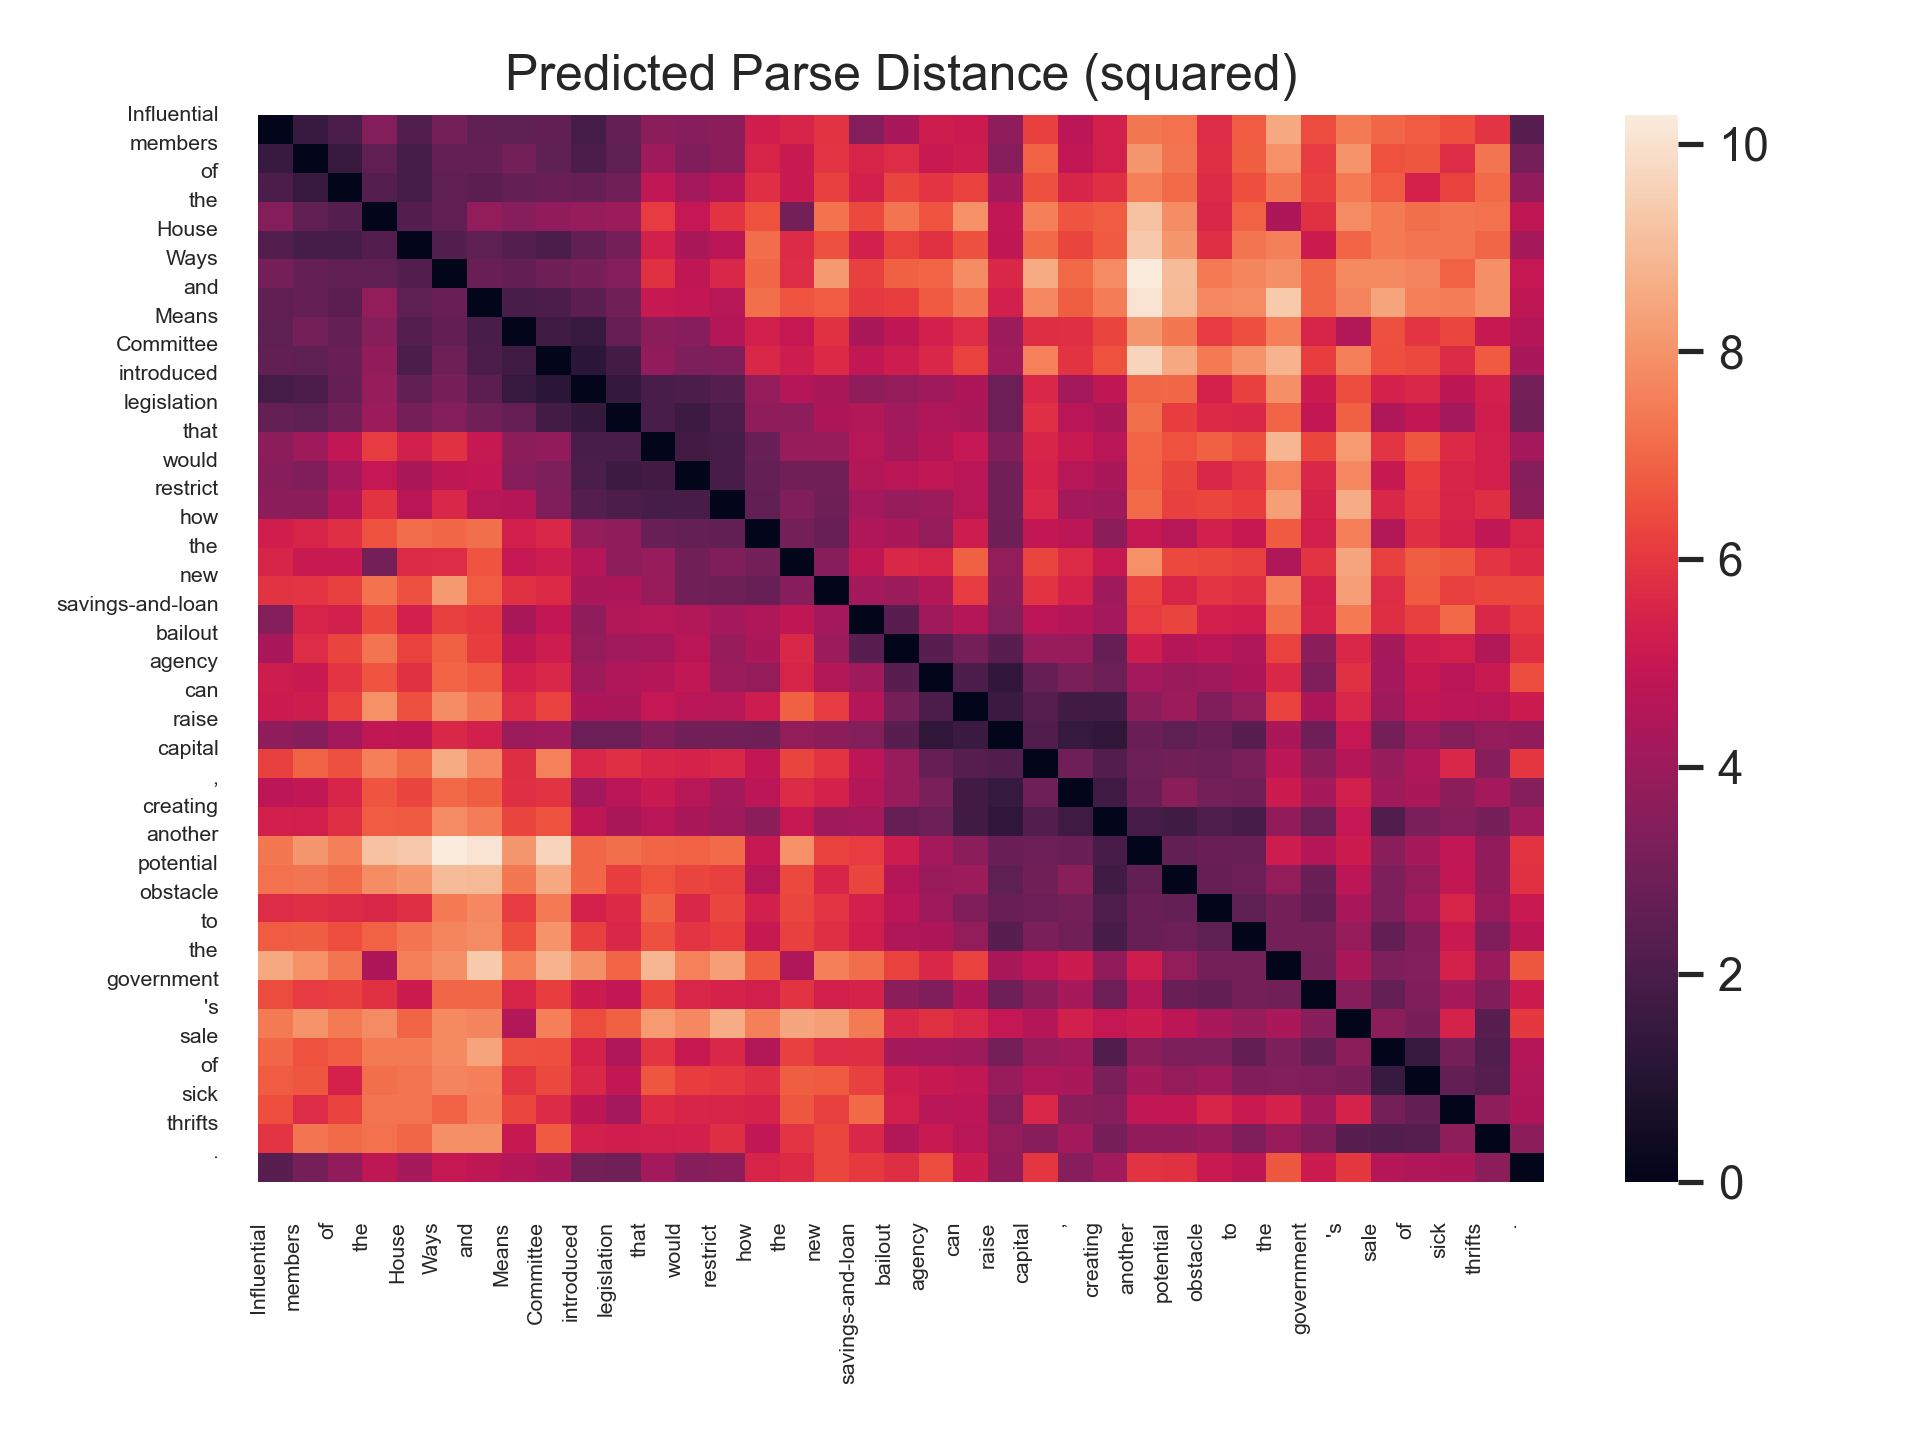 Predicted Parse Distance (squared)
Influential
members
of
the
House
Ways
and
Means
Committee
introduced
legislation
that
would
restrict
how
the
new
savings-and-loan
bailout
agency
can
raise
capital
,
creating
another
potential
obstacle
to
the
government
's
sale
of
sick
thrifts
.
10
8
6
4
2
0
Influential
members
of
the
House
Ways
and
Means
Committee
introduced
legislation
that
would
restrict
how
the
new
savings-and-loan
bailout
agency
can
raise
capital
,
creating
another
potential
obstacle
to
the
government
's
sale
of
sick
thrifts
.